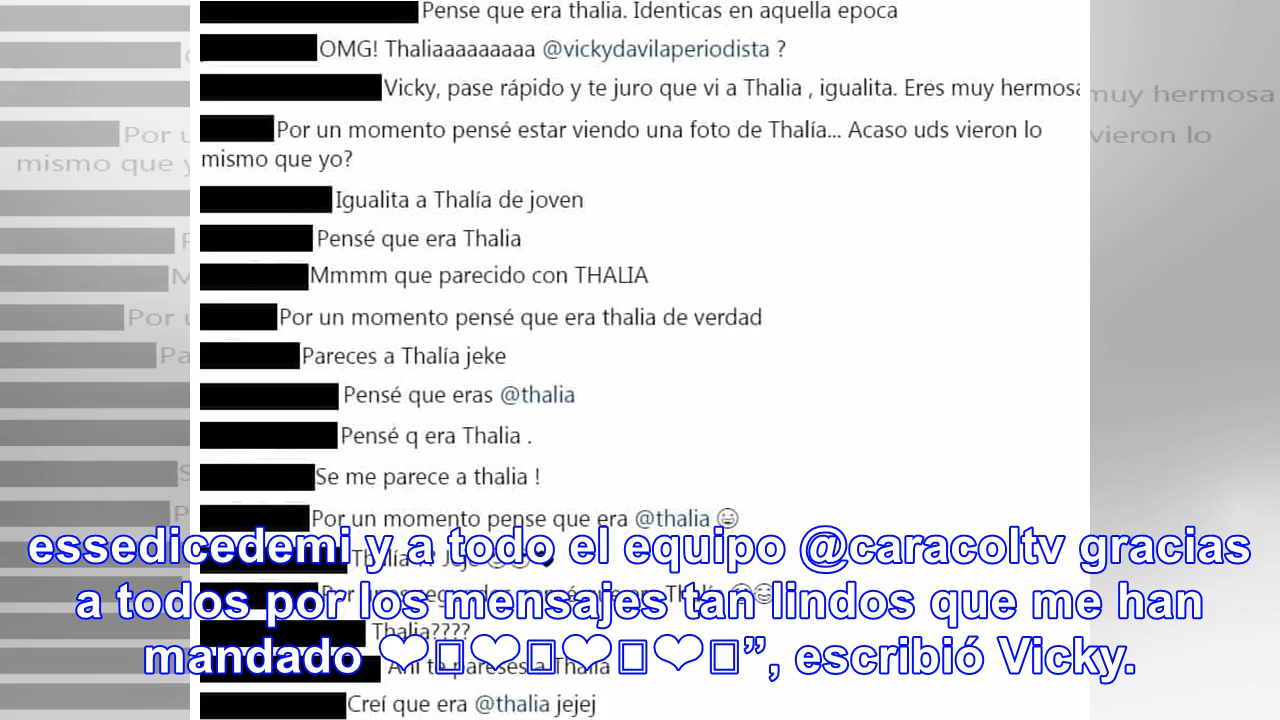 Pense que era thalia. Identicas en aquella epoca
OMG! Thaliaaaaaaaaa @vickydavilaperiodista ?
Vicky, pase rápido y te juro que vi a Thalia , igualita. Eres muy hermosa
Por un momento pensé estar viendo una foto de Thalía... Acaso uds vieron lo
mismo que yo?
Igualita a Thalía de joven
Pensé que era Thalia
Mmmm que parecido con THALIA
Por un momento pensé que era thalia de verdad
Pareces a Thalía jeke
Pensé que eras @thalia
Pensé q era Thalia .
Se me parece a thalia !
Por un momento pense que era @thalia 😃
essedicedemi y a todo el equipo @caracoltv gracias
a todos por los mensajes tan lindos que me han
mandado ❤□❤□❤□❤□”, escribió Vicky.
Thalia????
te pareses a Thalia
Creí que era @thalia jejej